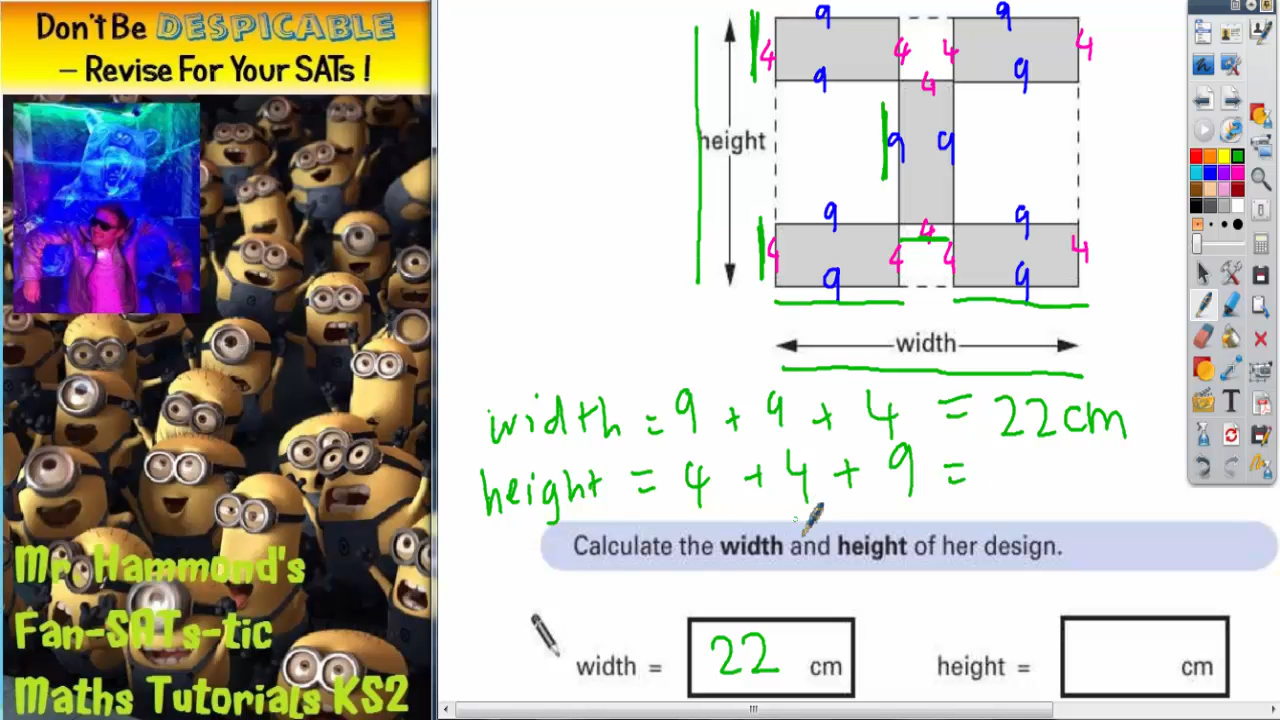 Don't Be DESPICABLE
– Revise For Your SATs !
9 9
4 4 4 4
9 4 9
height
9 9
9 4 9
4 4 4 4
9 9
width
width = 9 + 9 + 4 = 22cm
height = 4 + 4 + 9 =
Calculate the width and height of her design.
width = 22 cm height = cm
Mr. Hammond's
Fan-SATs-tic
Maths Tutorials KS2